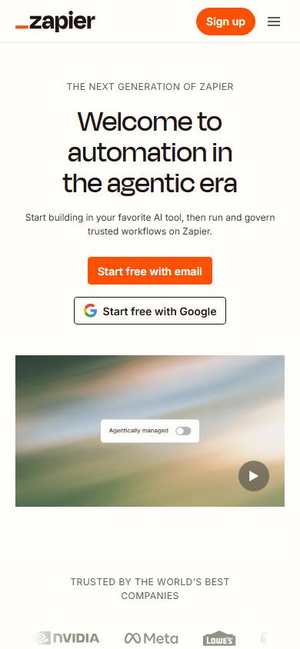 zapier
Sign up
THE NEXT GENERATION OF ZAPIER
Welcome to
automation in
the agentic era
Start building in your favorite AI tool, then run and govern
trusted workflows on Zapier.
Start free with email
Start free with Google
Agentically managed
TRUSTED BY THE WORLD'S BEST
COMPANIES
NVIDIA
Meta
LOWE'S